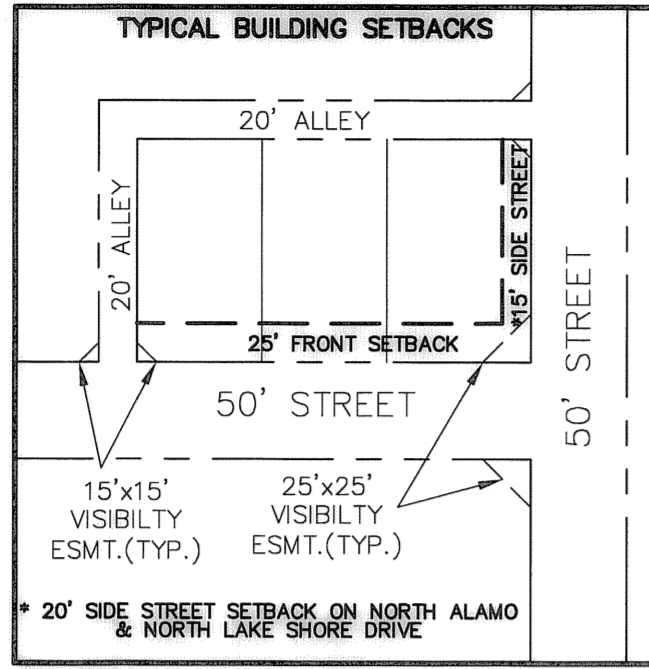 TYPICAL BUILDING SETBACKS
20' ALLEY
20' ALLEY
*15' SIDE STREET
25' FRONT SETBACK
50' STREET
50' STREET
15'x15'
VISIBILTY
ESMT.(TYP.)
25'x25'
VISIBILTY
ESMT.(TYP.)
* 20' SIDE STREET SETBACK ON NORTH ALAMO
& NORTH LAKE SHORE DRIVE